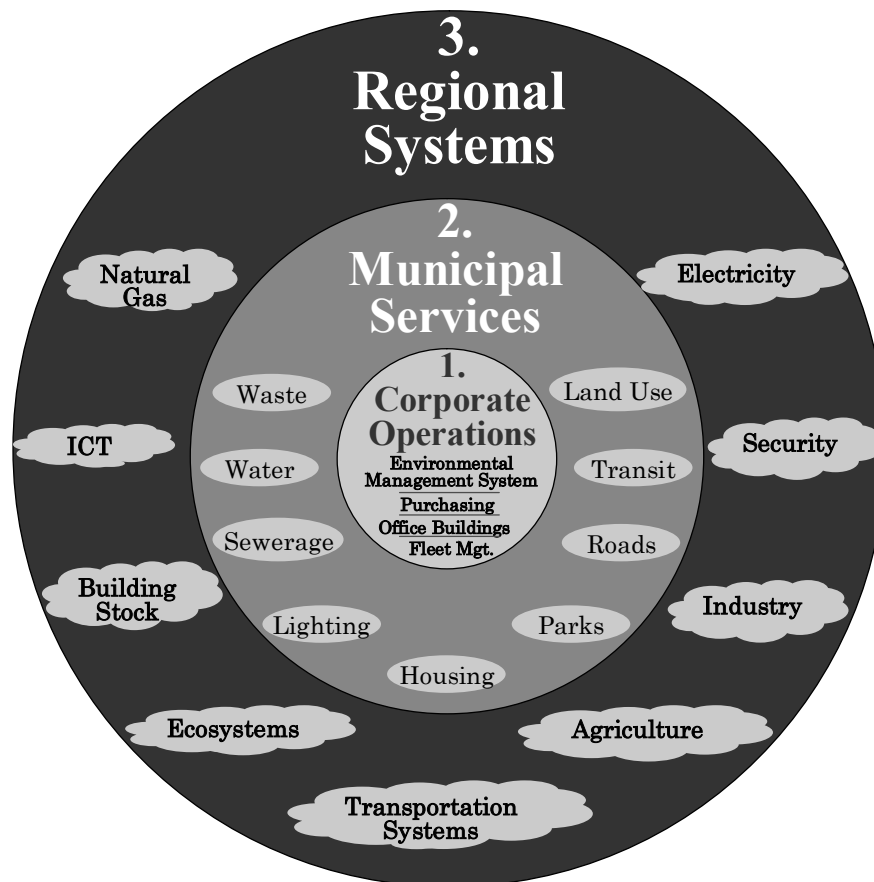 3.
Regional
Systems
2.
Municipal
Services
1.
Corporate
Operations
Environmental
Management System
Purchasing
Office Buildings
Fleet Mgt.
Waste
Water
Sewerage
Lighting
Housing
Parks
Roads
Transit
Land Use
Natural
Gas
ICT
Building
Stock
Ecosystems
Transportation
Systems
Agriculture
Industry
Security
Electricity